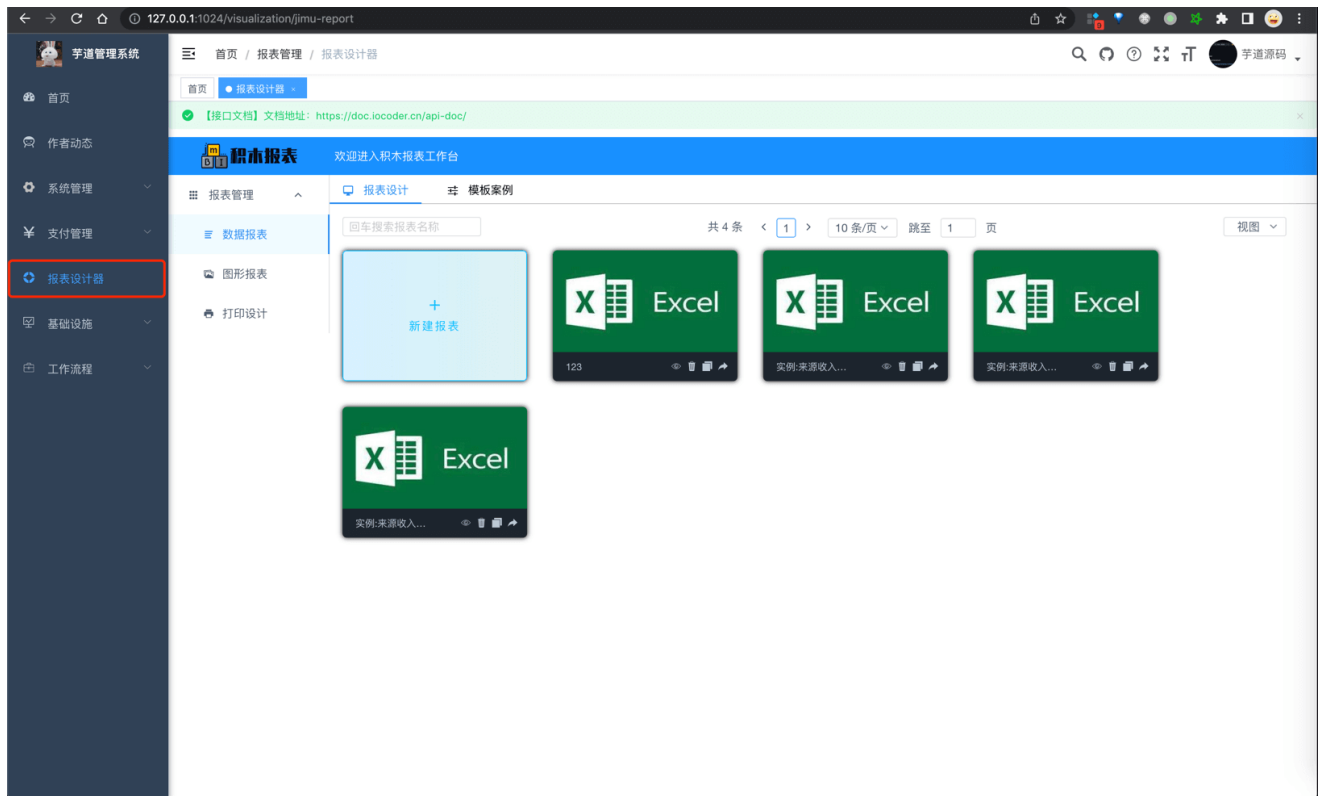 127.0.0.1:1024/visualization/jimu-report
芋道管理系统
首页 / 报表管理 / 报表设计器
芋道源码
首页
报表设计器
首页
【接口文档】文档地址：https://doc.iocoder.cn/api-doc/
作者动态
积木报表
欢迎进入积木报表工作台
系统管理
报表管理
报表设计
模板案例
支付管理
数据报表
回车搜索报表名称
共 4 条
1
10 条/页
跳至 1 页
视图
报表设计器
图形报表
打印设计
基础设施
工作流程
+
新建报表
X Excel
X Excel
X Excel
123
实例:来源收入...
实例:来源收入...
X Excel
实例:来源收入...